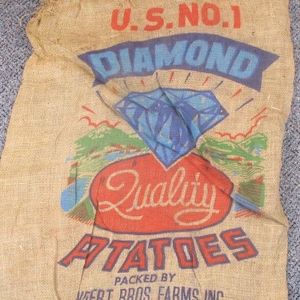 U.S. NO.1
DIAMOND
Quality
POTATOES
PACKED BY
BROS. FARMS INC.